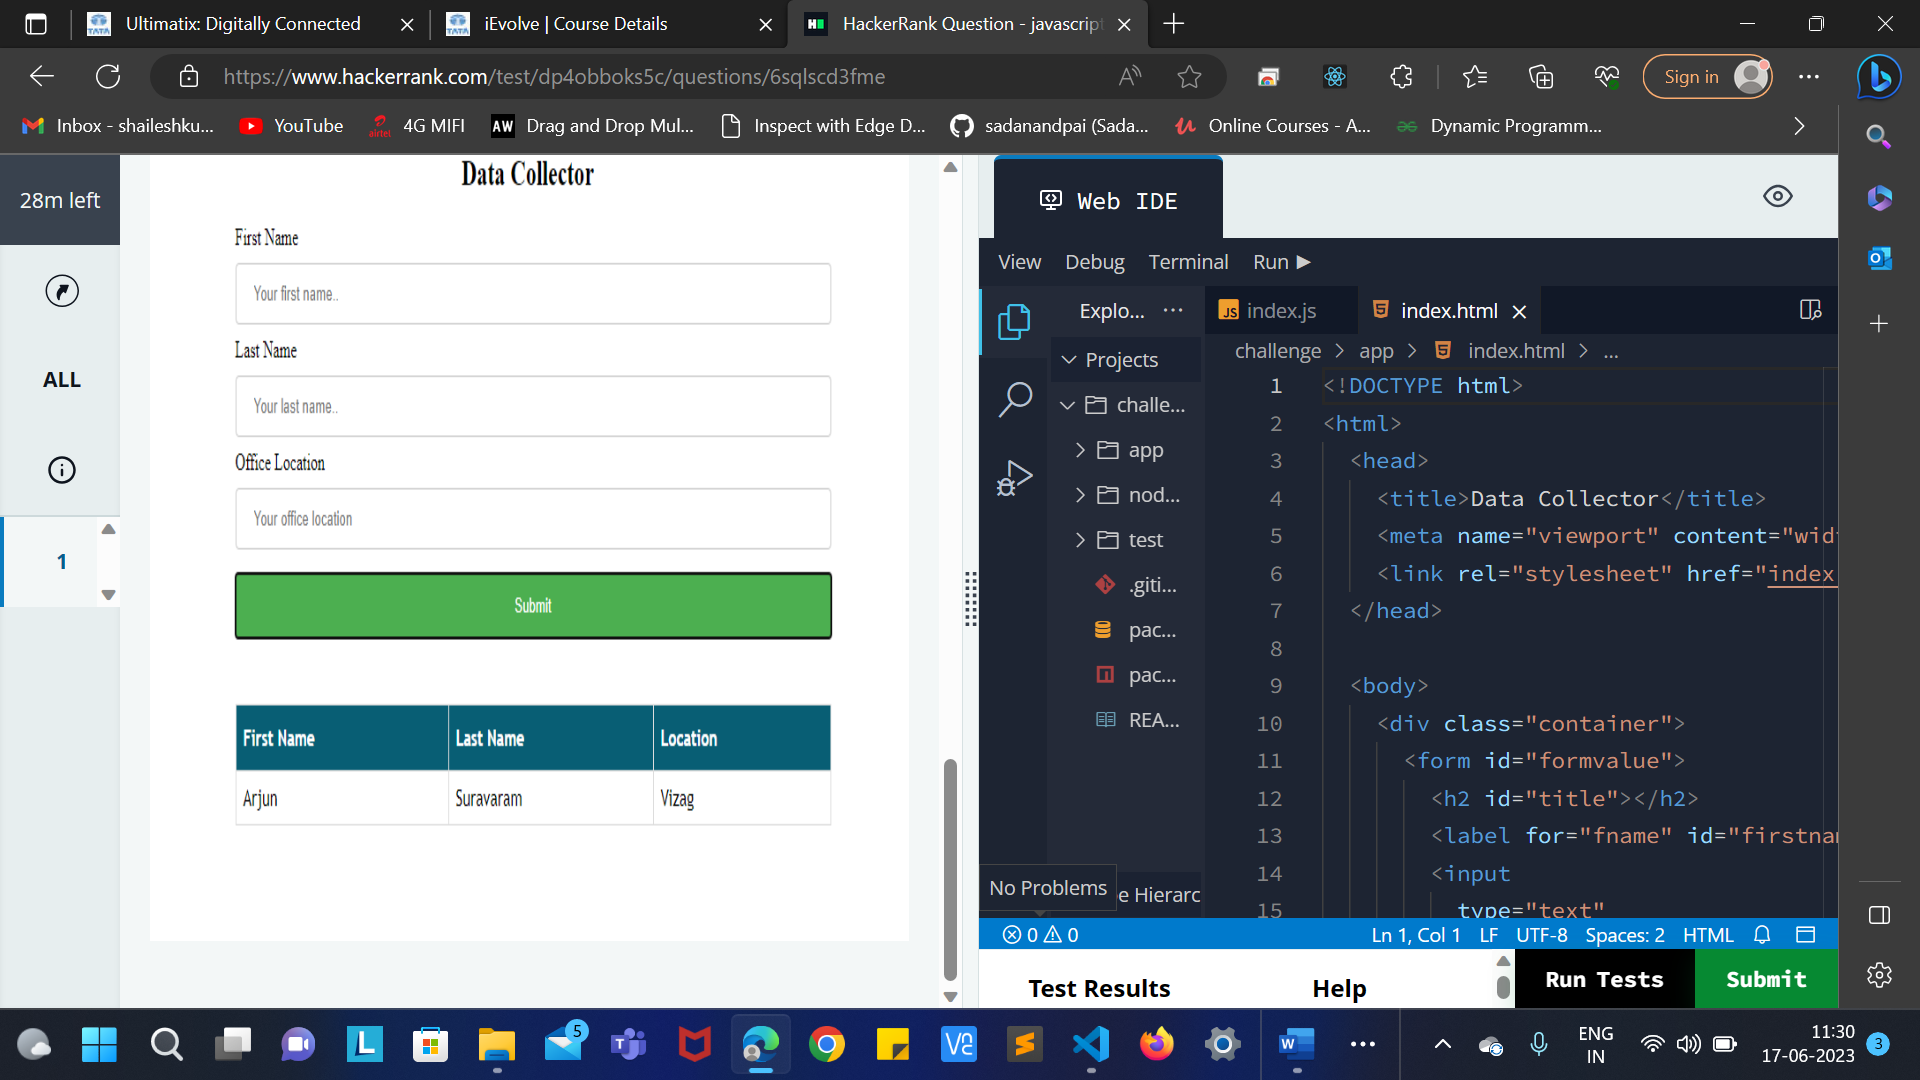 Ultimatix: Digitally Connected
iEvolve | Course Details
HackerRank Question - javascript
https://www.hackerrank.com/test/dp4obboks5c/questions/6sqlscd3fme
Sign in
Inbox - shaileshku...
YouTube
airtel
4G MIFI
AW
Drag and Drop Mul...
Inspect with Edge D...
sadanandpai (Sada...
Online Courses - A...
Dynamic Programm...
28m left
ALL
1
Data Collector
First Name
Your first name..
Last Name
Your last name..
Office Location
Your office location
Submit
First Name Last Name Location
Arjun Suravaram Vizag
Web IDE
View Debug Terminal Run
Explo... ...
JS index.js
index.html
Projects
challe...
app
nod...
test
.giti...
pac...
pac...
REA...
No Problems
e Hierarc
challenge > app > index.html > ...
1 <!DOCTYPE html>
2 <html>
3 <head>
4 <title>Data Collector</title>
5 <meta name="viewport" content="wid
6 <link rel="stylesheet" href="index
7 </head>
8
9 <body>
10 <div class="container">
11 <form id="formvalue">
12 <h2 id="title"></h2>
13 <label for="fname" id="firstna
14 <input
15 type="text"
0 0
Ln 1, Col 1 LF UTF-8 Spaces: 2 HTML
Test Results Help
Run Tests Submit
5
ENG
IN
11:30
17-06-2023
3